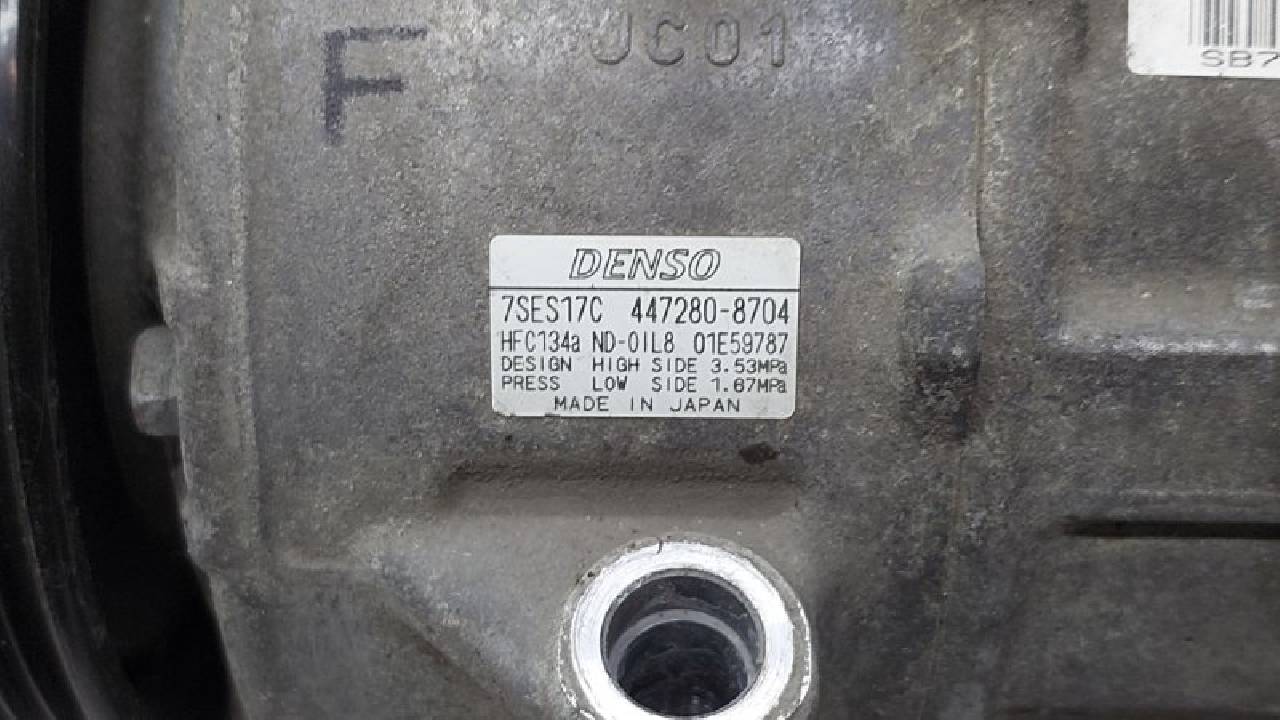 F
JC01
SB7
DENSO
7SES17C 447280-8704
HFC134a ND-OIL8 01E59787
DESIGN HIGH SIDE 3.53MPa
PRESS LOW SIDE 1.67MPa
MADE IN JAPAN